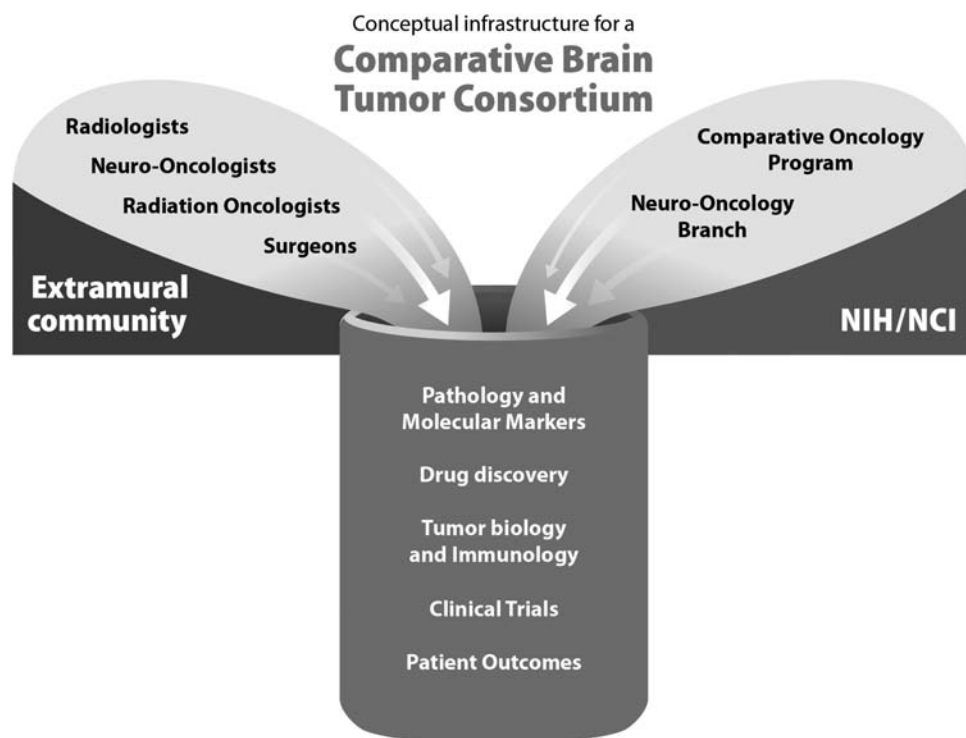 Conceptual infrastructure for a
Comparative Brain
Tumor Consortium
Radiologists
Neuro-Oncologists
Radiation Oncologists
Surgeons
Extramural
community
Comparative Oncology
Program
Neuro-Oncology
Branch
NIH/NCI
Pathology and
Molecular Markers
Drug discovery
Tumor biology
and Immunology
Clinical Trials
Patient Outcomes